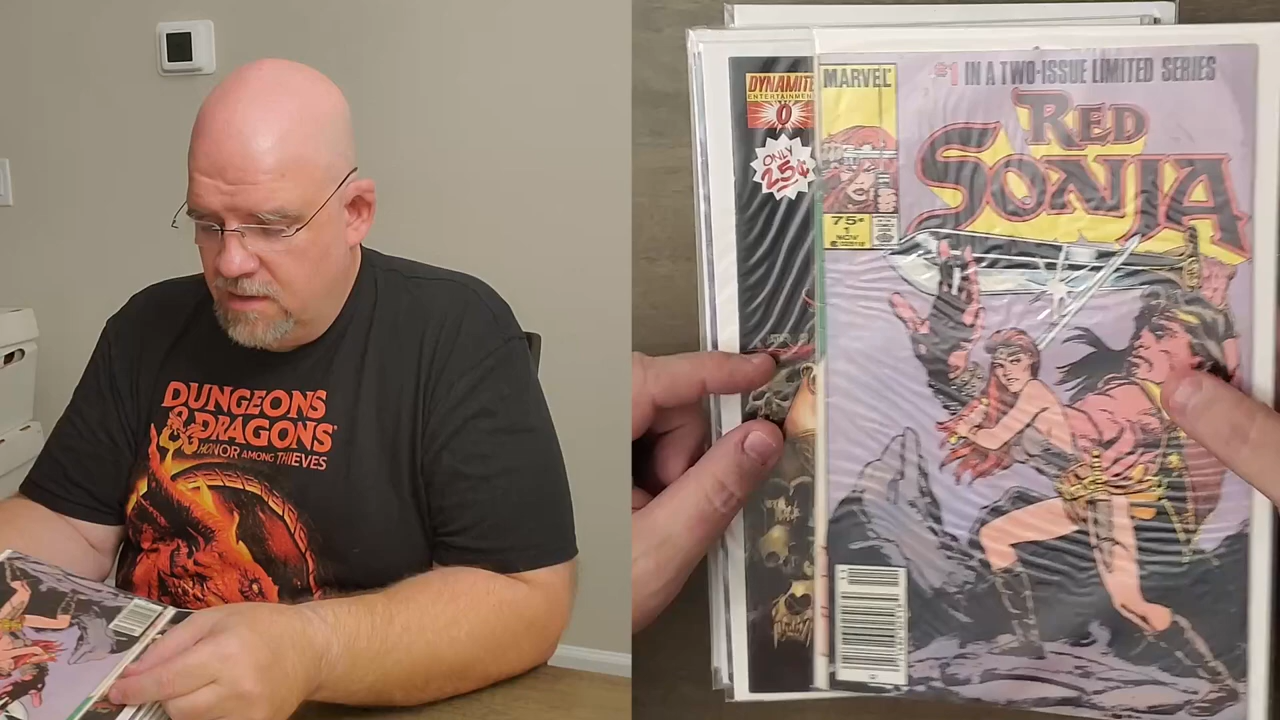 DUNGEONS
& DRAGONS
HONOR AMONG THIEVES
DYNAMITE
ENTERTAINMENT
0
ONLY
25¢
MARVEL
#1 IN A TWO-ISSUE LIMITED SERIES
RED
SONJA
75¢
1
NOV